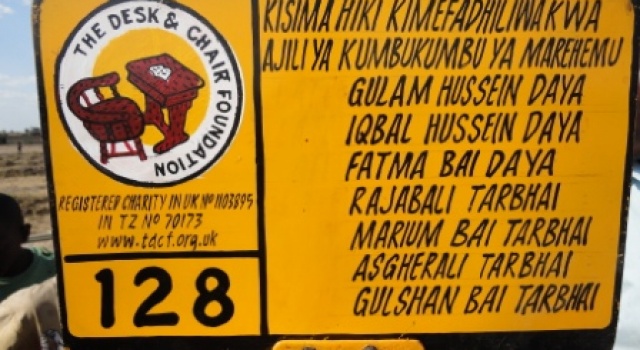 THE DESK & CHAIR FOUNDATION
REGISTERED CHARITY IN UK Nº 1103895
IN TZ Nº 70173
www.tdcf.org.uk
128
KISIMA HIKI KIMEFADHILIWA KWA
AJILI YA KUMBUKUMBU YA MAREHEMU
GULAM HUSSEIN DAYA
IQBAL HUSSEIN DAYA
FATMA BAI DAYA
RAJABALI TARBHAI
MARIUM BAI TARBHAI
ASGHERALI TARBHAI
GULSHAN BAI TARBHAI